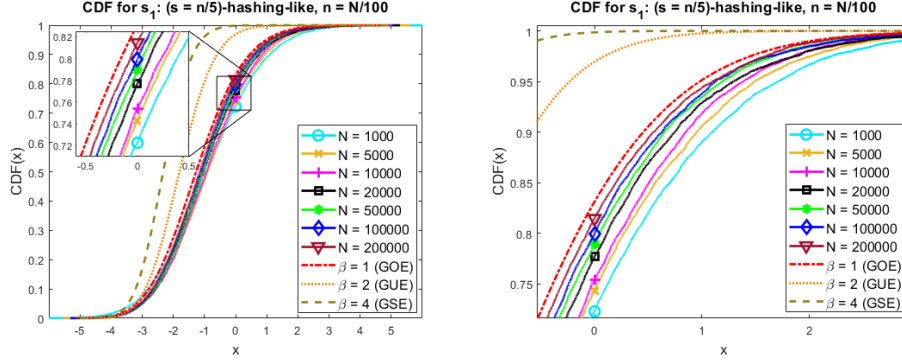 CDF for s₁: (s = n/5)-hashing-like, n = N/100
CDF(x)
1
0.9
0.8
0.7
0.6
0.5
0.4
0.3
0.2
0.1
0
0.82
0.8
0.78
0.76
0.74
0.72
-0.5
0
0.5
N = 1000
N = 5000
N = 10000
N = 20000
N = 50000
N = 100000
N = 200000
β = 1 (GOE)
β = 2 (GUE)
β = 4 (GSE)
-5 -4 -3 -2 -1 0 1 2 3 4 5
x
CDF for s₁: (s = n/5)-hashing-like, n = N/100
CDF(x)
1
0.95
0.9
0.85
0.8
0.75
N = 1000
N = 5000
N = 10000
N = 20000
N = 50000
N = 100000
N = 200000
β = 1 (GOE)
β = 2 (GUE)
β = 4 (GSE)
0 1 2
x